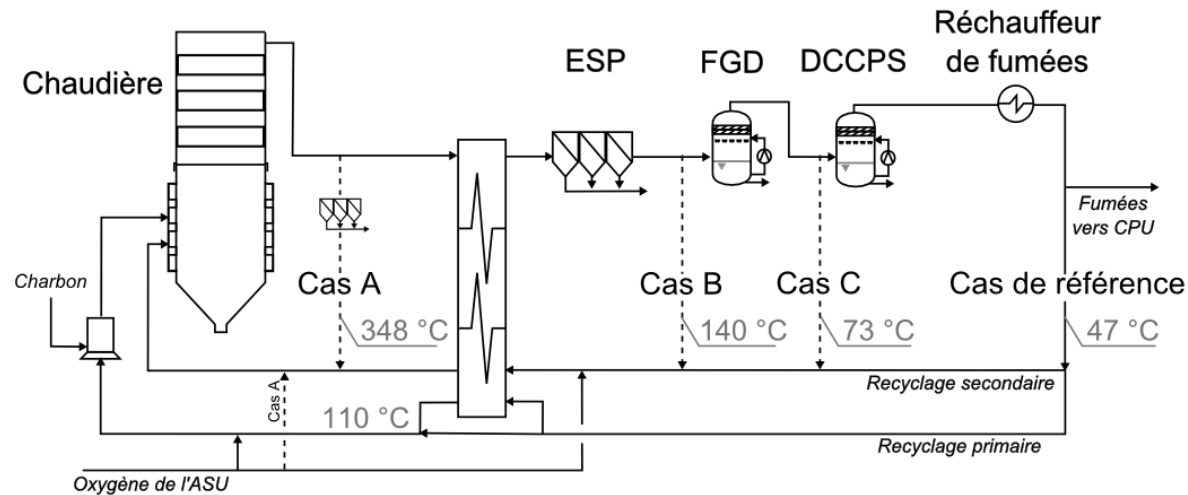 Réchauffeur
de fumées
ESP
FGD
DCCPS
Chaudière
Fumées
vers CPU
Charbon
Cas A
Cas B
Cas C
Cas de référence
348 °C
140 °C
73 °C
47 °C
Recyclage secondaire
Cas A
110 °C
Recyclage primaire
Oxygène de l'ASU